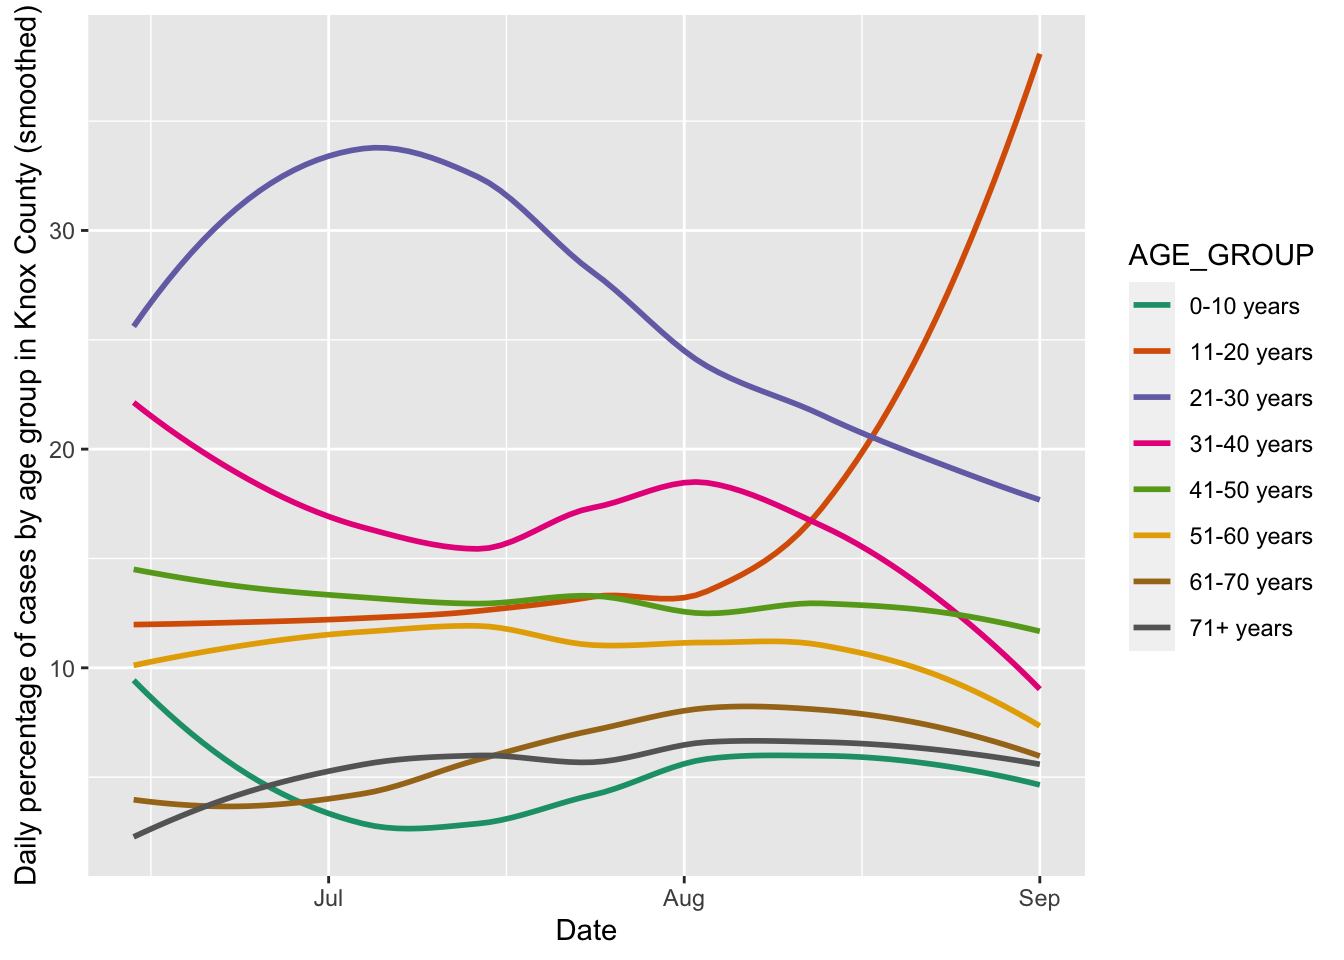 Daily percentage of cases by age group in Knox County (smoothed)
30
20
10
Jul Aug Sep
Date
AGE_GROUP
0-10 years
11-20 years
21-30 years
31-40 years
41-50 years
51-60 years
61-70 years
71+ years